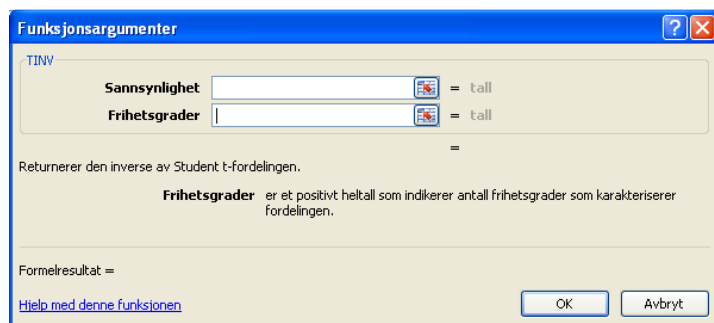 Funksjonsargumenter
TINV
Sannsynlighet = tall
Frihetsgrader = tall
=
Returnerer den inverse av Student t-fordelingen.
Frihetsgrader er et positivt heltall som indikerer antall frihetsgrader som karakteriserer
fordelingen.
Formelresultat =
Hjelp med denne funksjonen OK Avbryt